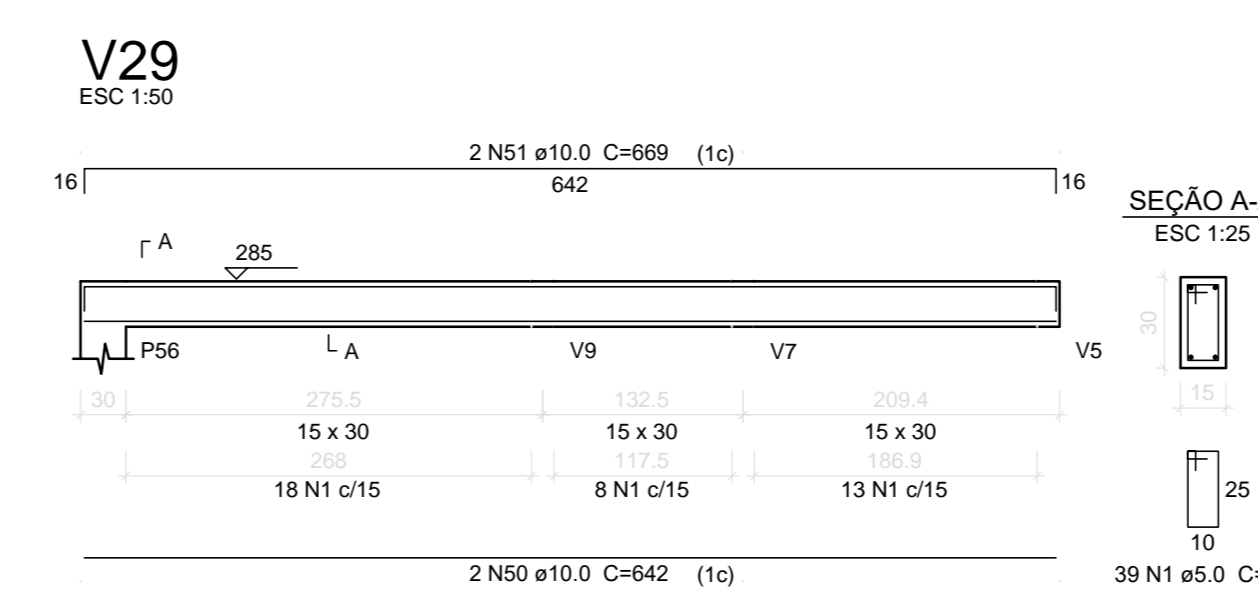 V29
ESC 1:50
2 N51 ø10.0 C=669 (1c)
16 642 16
SEÇÃO A-
ESC 1:25
A
285
P56 A V9 V7 V5
30
15
30 275.5 132.5 209.4
15 x 30 15 x 30 15 x 30
268 117.5 186.9
18 N1 c/15 8 N1 c/15 13 N1 c/15
25
10
2 N50 ø10.0 C=642 (1c)
39 N1 ø5.0 C=